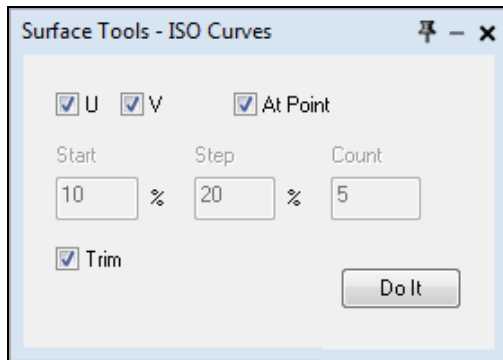 Surface Tools - ISO Curves
U V At Point
Start Step Count
10 % 20 % 5
Trim
Do It